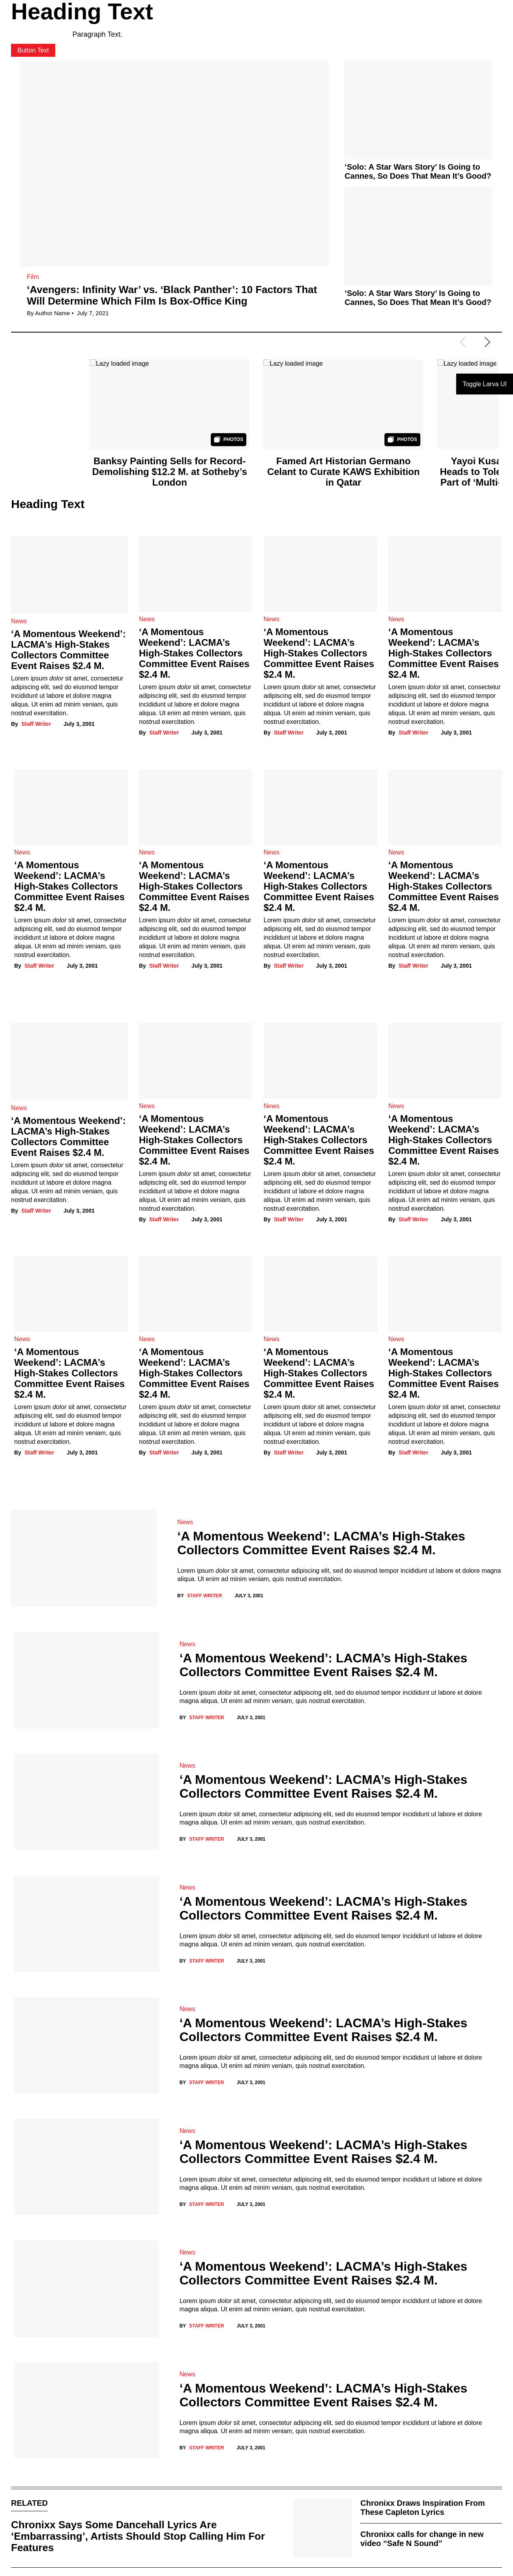 Heading Text
Paragraph Text.
Button Text
Film
‘Avengers: Infinity War’ vs. ‘Black Panther’: 10 Factors That
Will Determine Which Film Is Box-Office King
By Author Name • July 7, 2021
‘Solo: A Star Wars Story’ Is Going to
Cannes, So Does That Mean It’s Good?
‘Solo: A Star Wars Story’ Is Going to
Cannes, So Does That Mean It’s Good?
Toggle Larva UI
Lazy loaded image
PHOTOS
Banksy Painting Sells for Record-
Demolishing $12.2 M. at Sotheby’s
London
Lazy loaded image
PHOTOS
Famed Art Historian Germano
Celant to Curate KAWS Exhibition
in Qatar
Lazy loaded image
Yayoi Kusa
Heads to Tole
Part of ‘Multi
Heading Text
News
‘A Momentous Weekend’:
LACMA’s High-Stakes
Collectors Committee
Event Raises $2.4 M.
Lorem ipsum dolor sit amet, consectetur
adipiscing elit, sed do eiusmod tempor
incididunt ut labore et dolore magna
aliqua. Ut enim ad minim veniam, quis
nostrud exercitation.
By Staff Writer July 3, 2001
News
‘A Momentous
Weekend’: LACMA’s
High-Stakes Collectors
Committee Event Raises
$2.4 M.
Lorem ipsum dolor sit amet, consectetur
adipiscing elit, sed do eiusmod tempor
incididunt ut labore et dolore magna
aliqua. Ut enim ad minim veniam, quis
nostrud exercitation.
By Staff Writer July 3, 2001
News
‘A Momentous
Weekend’: LACMA’s
High-Stakes Collectors
Committee Event Raises
$2.4 M.
Lorem ipsum dolor sit amet, consectetur
adipiscing elit, sed do eiusmod tempor
incididunt ut labore et dolore magna
aliqua. Ut enim ad minim veniam, quis
nostrud exercitation.
By Staff Writer July 3, 2001
News
‘A Momentous
Weekend’: LACMA’s
High-Stakes Collectors
Committee Event Raises
$2.4 M.
Lorem ipsum dolor sit amet, consectetur
adipiscing elit, sed do eiusmod tempor
incididunt ut labore et dolore magna
aliqua. Ut enim ad minim veniam, quis
nostrud exercitation.
By Staff Writer July 3, 2001
News
‘A Momentous
Weekend’: LACMA’s
High-Stakes Collectors
Committee Event Raises
$2.4 M.
Lorem ipsum dolor sit amet, consectetur
adipiscing elit, sed do eiusmod tempor
incididunt ut labore et dolore magna
aliqua. Ut enim ad minim veniam, quis
nostrud exercitation.
By Staff Writer July 3, 2001
News
‘A Momentous
Weekend’: LACMA’s
High-Stakes Collectors
Committee Event Raises
$2.4 M.
Lorem ipsum dolor sit amet, consectetur
adipiscing elit, sed do eiusmod tempor
incididunt ut labore et dolore magna
aliqua. Ut enim ad minim veniam, quis
nostrud exercitation.
By Staff Writer July 3, 2001
News
‘A Momentous
Weekend’: LACMA’s
High-Stakes Collectors
Committee Event Raises
$2.4 M.
Lorem ipsum dolor sit amet, consectetur
adipiscing elit, sed do eiusmod tempor
incididunt ut labore et dolore magna
aliqua. Ut enim ad minim veniam, quis
nostrud exercitation.
By Staff Writer July 3, 2001
News
‘A Momentous
Weekend’: LACMA’s
High-Stakes Collectors
Committee Event Raises
$2.4 M.
Lorem ipsum dolor sit amet, consectetur
adipiscing elit, sed do eiusmod tempor
incididunt ut labore et dolore magna
aliqua. Ut enim ad minim veniam, quis
nostrud exercitation.
By Staff Writer July 3, 2001
News
‘A Momentous Weekend’:
LACMA’s High-Stakes
Collectors Committee
Event Raises $2.4 M.
Lorem ipsum dolor sit amet, consectetur
adipiscing elit, sed do eiusmod tempor
incididunt ut labore et dolore magna
aliqua. Ut enim ad minim veniam, quis
nostrud exercitation.
By Staff Writer July 3, 2001
News
‘A Momentous
Weekend’: LACMA’s
High-Stakes Collectors
Committee Event Raises
$2.4 M.
Lorem ipsum dolor sit amet, consectetur
adipiscing elit, sed do eiusmod tempor
incididunt ut labore et dolore magna
aliqua. Ut enim ad minim veniam, quis
nostrud exercitation.
By Staff Writer July 3, 2001
News
‘A Momentous
Weekend’: LACMA’s
High-Stakes Collectors
Committee Event Raises
$2.4 M.
Lorem ipsum dolor sit amet, consectetur
adipiscing elit, sed do eiusmod tempor
incididunt ut labore et dolore magna
aliqua. Ut enim ad minim veniam, quis
nostrud exercitation.
By Staff Writer July 3, 2001
News
‘A Momentous
Weekend’: LACMA’s
High-Stakes Collectors
Committee Event Raises
$2.4 M.
Lorem ipsum dolor sit amet, consectetur
adipiscing elit, sed do eiusmod tempor
incididunt ut labore et dolore magna
aliqua. Ut enim ad minim veniam, quis
nostrud exercitation.
By Staff Writer July 3, 2001
News
‘A Momentous
Weekend’: LACMA’s
High-Stakes Collectors
Committee Event Raises
$2.4 M.
Lorem ipsum dolor sit amet, consectetur
adipiscing elit, sed do eiusmod tempor
incididunt ut labore et dolore magna
aliqua. Ut enim ad minim veniam, quis
nostrud exercitation.
By Staff Writer July 3, 2001
News
‘A Momentous
Weekend’: LACMA’s
High-Stakes Collectors
Committee Event Raises
$2.4 M.
Lorem ipsum dolor sit amet, consectetur
adipiscing elit, sed do eiusmod tempor
incididunt ut labore et dolore magna
aliqua. Ut enim ad minim veniam, quis
nostrud exercitation.
By Staff Writer July 3, 2001
News
‘A Momentous
Weekend’: LACMA’s
High-Stakes Collectors
Committee Event Raises
$2.4 M.
Lorem ipsum dolor sit amet, consectetur
adipiscing elit, sed do eiusmod tempor
incididunt ut labore et dolore magna
aliqua. Ut enim ad minim veniam, quis
nostrud exercitation.
By Staff Writer July 3, 2001
News
‘A Momentous
Weekend’: LACMA’s
High-Stakes Collectors
Committee Event Raises
$2.4 M.
Lorem ipsum dolor sit amet, consectetur
adipiscing elit, sed do eiusmod tempor
incididunt ut labore et dolore magna
aliqua. Ut enim ad minim veniam, quis
nostrud exercitation.
By Staff Writer July 3, 2001
News
‘A Momentous Weekend’: LACMA’s High-Stakes
Collectors Committee Event Raises $2.4 M.
Lorem ipsum dolor sit amet, consectetur adipiscing elit, sed do eiusmod tempor incididunt ut labore et dolore magna
aliqua. Ut enim ad minim veniam, quis nostrud exercitation.
BY STAFF WRITER JULY 3, 2001
News
‘A Momentous Weekend’: LACMA’s High-Stakes
Collectors Committee Event Raises $2.4 M.
Lorem ipsum dolor sit amet, consectetur adipiscing elit, sed do eiusmod tempor incididunt ut labore et dolore
magna aliqua. Ut enim ad minim veniam, quis nostrud exercitation.
BY STAFF WRITER JULY 3, 2001
News
‘A Momentous Weekend’: LACMA’s High-Stakes
Collectors Committee Event Raises $2.4 M.
Lorem ipsum dolor sit amet, consectetur adipiscing elit, sed do eiusmod tempor incididunt ut labore et dolore
magna aliqua. Ut enim ad minim veniam, quis nostrud exercitation.
BY STAFF WRITER JULY 3, 2001
News
‘A Momentous Weekend’: LACMA’s High-Stakes
Collectors Committee Event Raises $2.4 M.
Lorem ipsum dolor sit amet, consectetur adipiscing elit, sed do eiusmod tempor incididunt ut labore et dolore
magna aliqua. Ut enim ad minim veniam, quis nostrud exercitation.
BY STAFF WRITER JULY 3, 2001
News
‘A Momentous Weekend’: LACMA’s High-Stakes
Collectors Committee Event Raises $2.4 M.
Lorem ipsum dolor sit amet, consectetur adipiscing elit, sed do eiusmod tempor incididunt ut labore et dolore
magna aliqua. Ut enim ad minim veniam, quis nostrud exercitation.
BY STAFF WRITER JULY 3, 2001
News
‘A Momentous Weekend’: LACMA’s High-Stakes
Collectors Committee Event Raises $2.4 M.
Lorem ipsum dolor sit amet, consectetur adipiscing elit, sed do eiusmod tempor incididunt ut labore et dolore
magna aliqua. Ut enim ad minim veniam, quis nostrud exercitation.
BY STAFF WRITER JULY 3, 2001
News
‘A Momentous Weekend’: LACMA’s High-Stakes
Collectors Committee Event Raises $2.4 M.
Lorem ipsum dolor sit amet, consectetur adipiscing elit, sed do eiusmod tempor incididunt ut labore et dolore
magna aliqua. Ut enim ad minim veniam, quis nostrud exercitation.
BY STAFF WRITER JULY 3, 2001
News
‘A Momentous Weekend’: LACMA’s High-Stakes
Collectors Committee Event Raises $2.4 M.
Lorem ipsum dolor sit amet, consectetur adipiscing elit, sed do eiusmod tempor incididunt ut labore et dolore
magna aliqua. Ut enim ad minim veniam, quis nostrud exercitation.
BY STAFF WRITER JULY 3, 2001
RELATED
Chronixx Says Some Dancehall Lyrics Are
‘Embarrassing’, Artists Should Stop Calling Him For
Features
Chronixx Draws Inspiration From
These Capleton Lyrics
Chronixx calls for change in new
video “Safe N Sound”